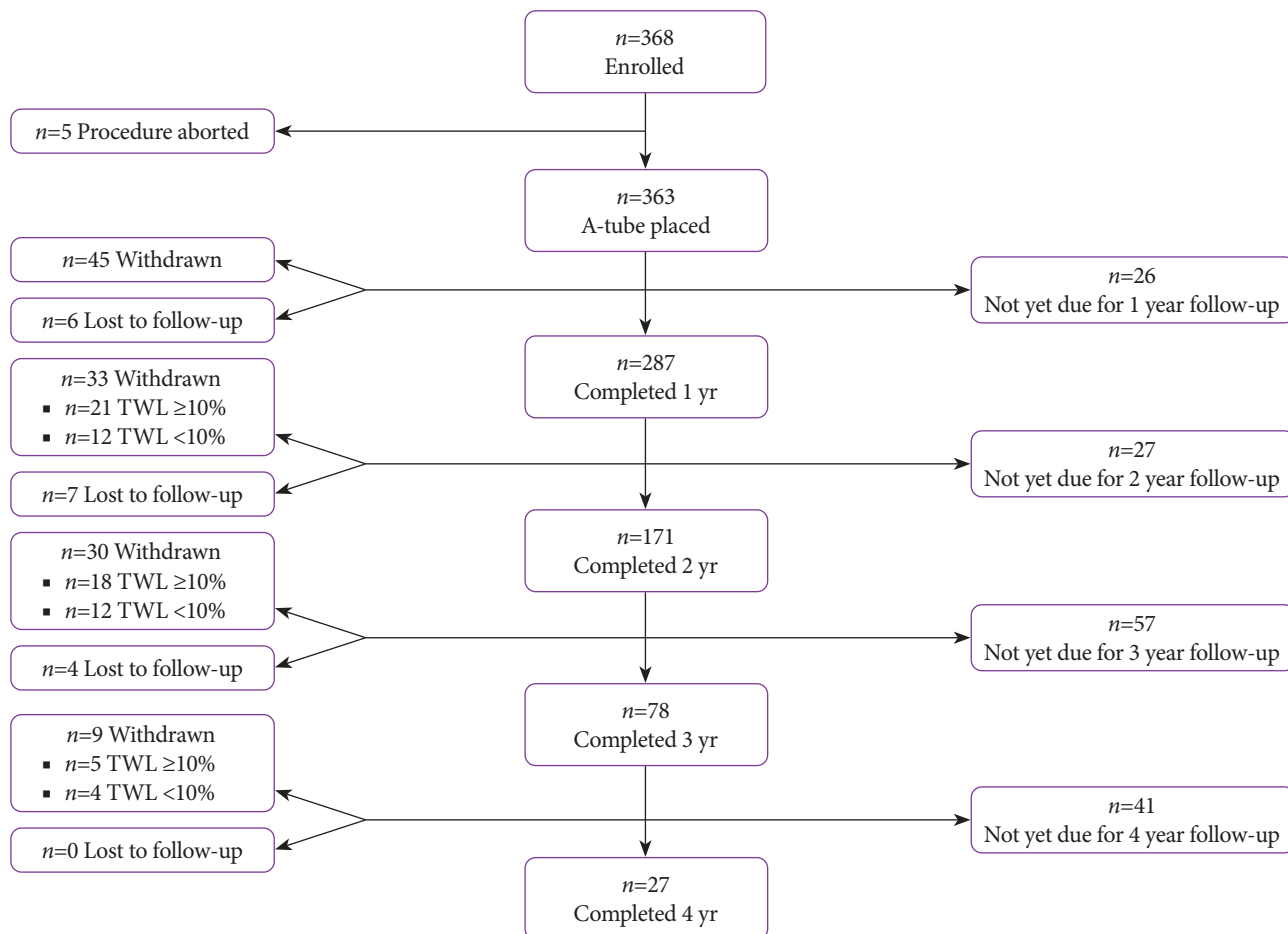 n=368
Enrolled
n=5 Procedure aborted
n=363
A-tube placed
n=45 Withdrawn
n=6 Lost to follow-up
n=26
Not yet due for 1 year follow-up
n=287
Completed 1 yr
n=33 Withdrawn
▪ n=21 TWL ≥10%
▪ n=12 TWL <10%
n=7 Lost to follow-up
n=27
Not yet due for 2 year follow-up
n=171
Completed 2 yr
n=30 Withdrawn
▪ n=18 TWL ≥10%
▪ n=12 TWL <10%
n=4 Lost to follow-up
n=57
Not yet due for 3 year follow-up
n=78
Completed 3 yr
n=9 Withdrawn
▪ n=5 TWL ≥10%
▪ n=4 TWL <10%
n=0 Lost to follow-up
n=41
Not yet due for 4 year follow-up
n=27
Completed 4 yr